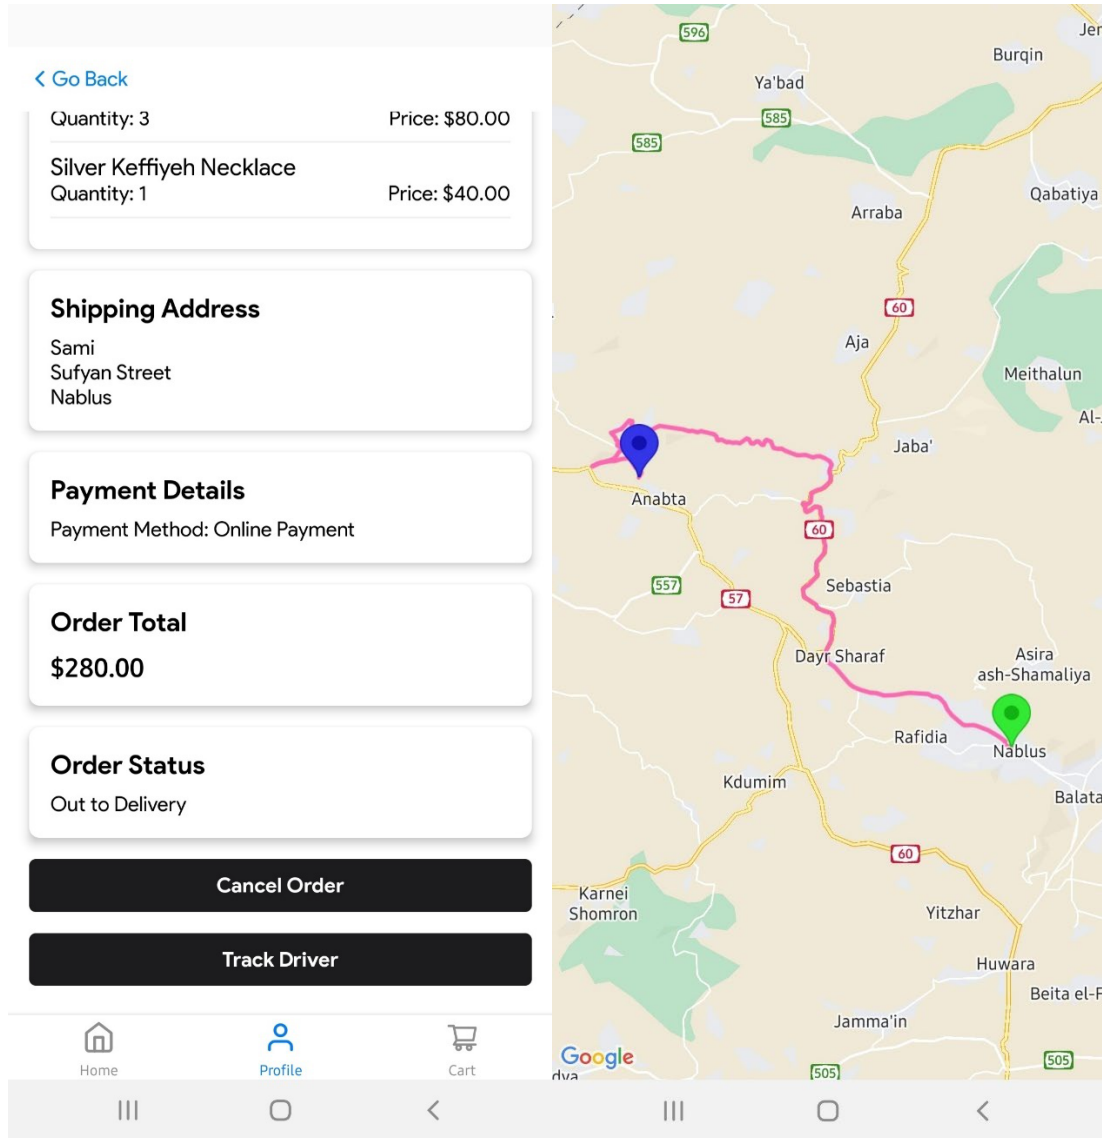 Go Back
Quantity: 3 Price: $80.00
Silver Keffiyeh Necklace
Quantity: 1 Price: $40.00
Shipping Address
Sami
Sufyan Street
Nablus
Payment Details
Payment Method: Online Payment
Order Total
$280.00
Order Status
Out to Delivery
Cancel Order
Track Driver
Home Profile Cart
596
Jer
Burqin
Ya'bad
585
585
Qabatiya
Arraba
60
Aja
Meithalun
Al-
Jaba'
Anabta
60
557
57
Sebastia
Dayr Sharaf
Asira
ash-Shamaliya
Rafidia
Nablus
Kdumim
Balata
60
Karnei
Shomron
Yitzhar
Huwara
Beita el-F
Jamma'in
Google
505
505